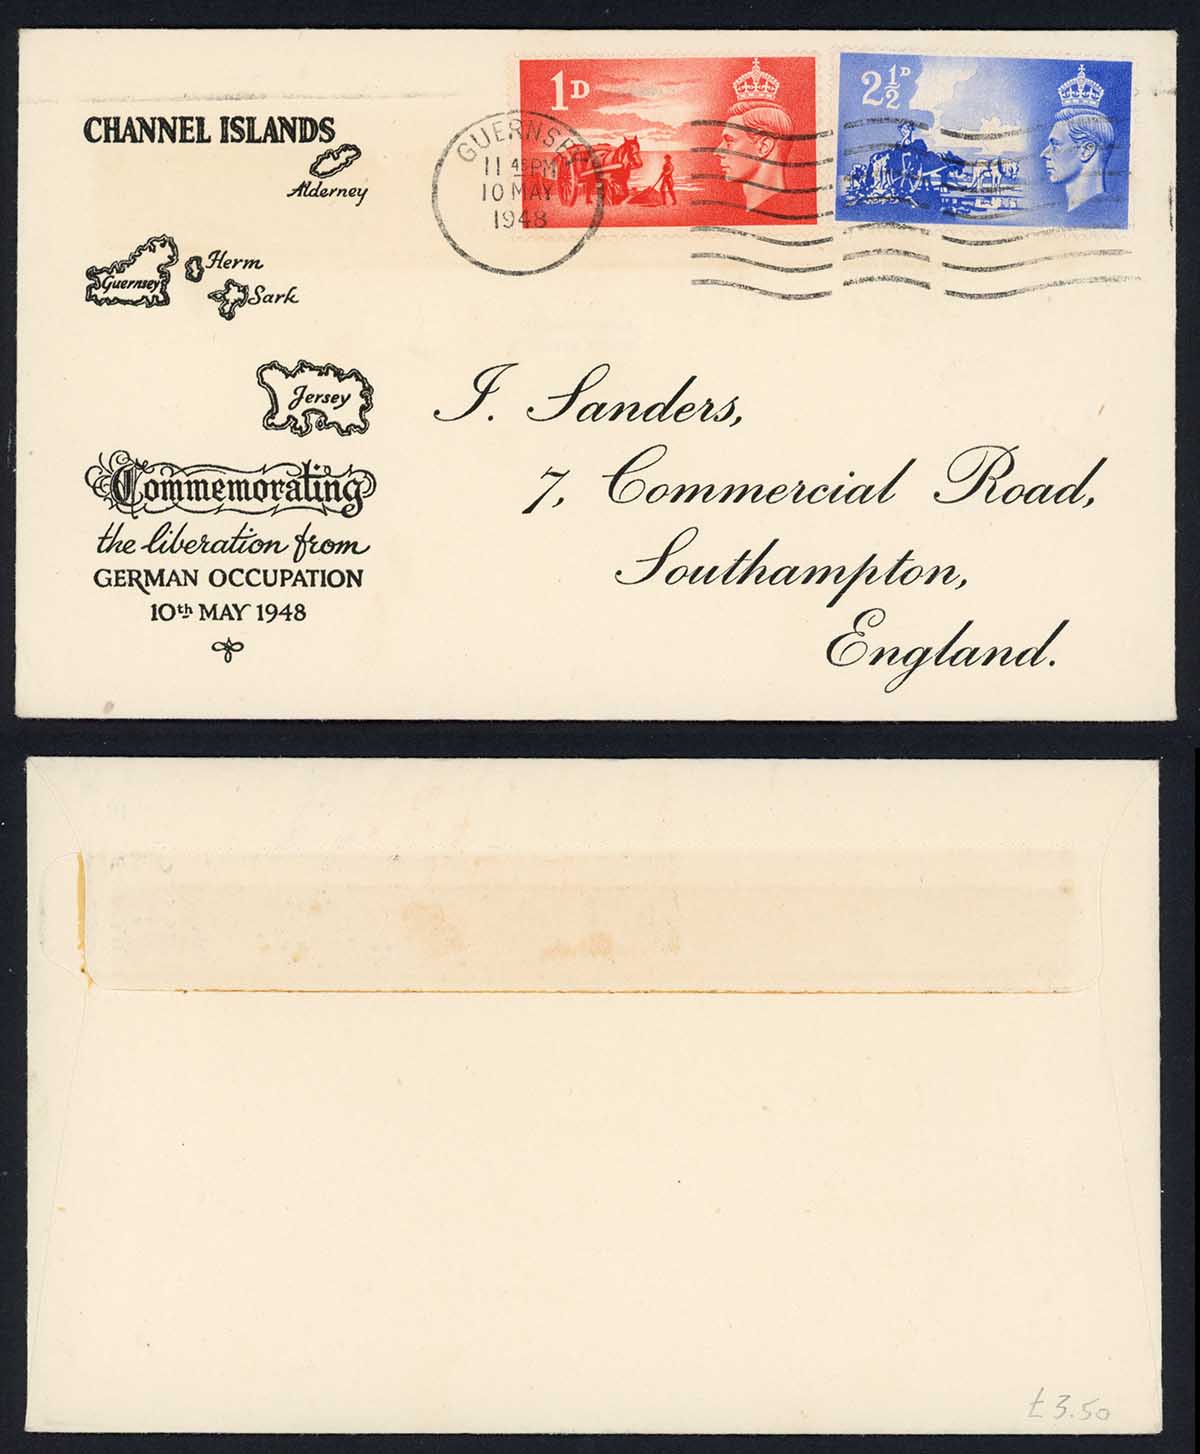 CHANNEL ISLANDS
Alderney
Herm
Guernsey
Sark
Jersey
Commemorating
the liberation from
GERMAN OCCUPATION
10th MAY 1948
1D
2½D
GUERNSEY
11 45 PM
10 MAY
1948
J. Sanders,
7, Commercial Road,
Southampton,
England.
£3.50